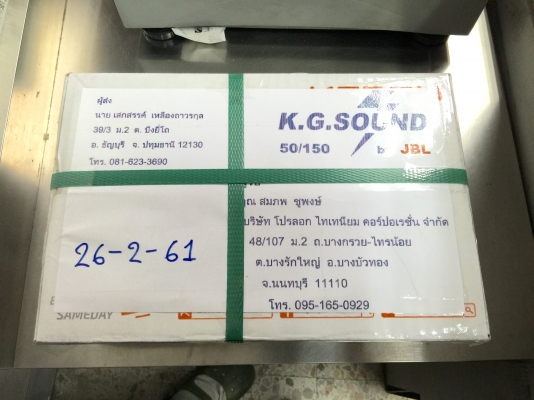 ผู้ส่ง
นาย เสกสรรค์ เหลืองถาวรกุล
39/3 ม.2 ต. บึงยี่โถ
อ. ธัญบุรี จ. ปทุมธานี 12130
โทร. 081-623-3690
K.G.SOUND
50/150 by JBL
คุณ สมภพ ชูพงษ์
บริษัท โปรลอก ไทเทเนียม คอร์ปอเรชั่น จำกัด
48/107 ม.2 ถ.บางกรวย-ไทรน้อย
ต.บางรักใหญ่ อ.บางบัวทอง
จ.นนทบุรี 11110
โทร. 095-165-0929
26-2-61
SAMEDAY